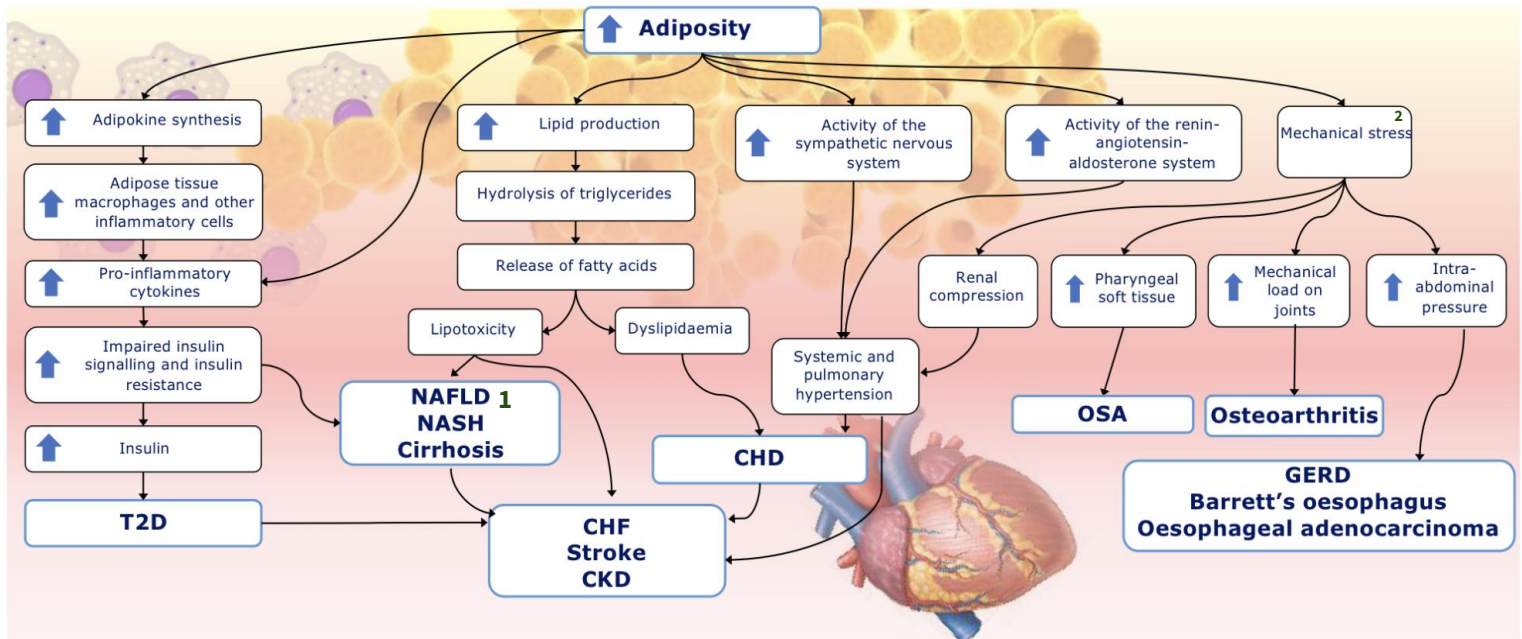 Adiposity
Adipokine synthesis
Adipose tissue
macrophages and other
inflammatory cells
Pro-inflammatory
cytokines
Impaired insulin
signalling and insulin
resistance
Insulin
T2D
Lipid production
Hydrolysis of triglycerides
Release of fatty acids
Lipotoxicity
Dyslipidaemia
NAFLD 1
NASH
Cirrhosis
CHD
CHF
Stroke
CKD
Activity of the
sympathetic nervous
system
Activity of the renin-
angiotensin-
aldosterone system
Systemic and
pulmonary
hypertension
2
Mechanical stress
Renal
compression
Pharyngeal
soft tissue
Mechanical
load on
joints
Intra-
abdominal
pressure
OSA
Osteoarthritis
GERD
Barrett’s oesophagus
Oesophageal adenocarcinoma